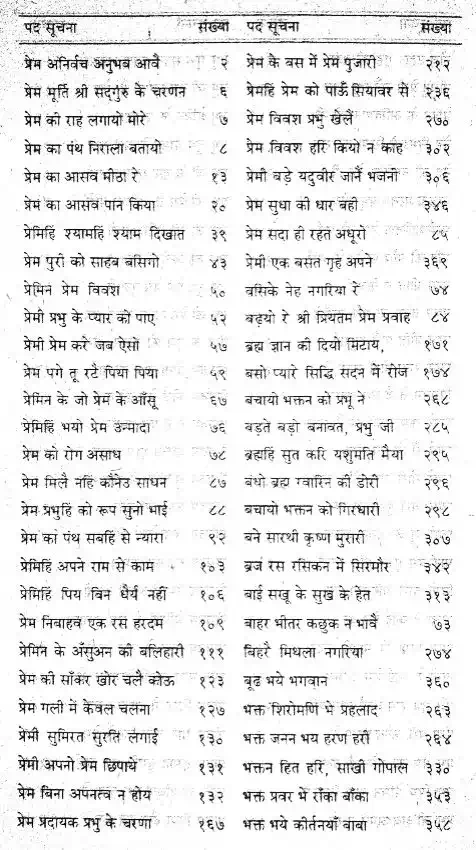 पद सूचना संख्या पद सूचना संख्या
प्रेम अनिर्वच अनुभव आवै २ प्रेम कै बस में प्रेम पुजारी २१२
प्रेम मूर्ति श्री सद्गुरु के चरणन ६ प्रेमहि प्रेम को पाऊँ सियावर से २३६
प्रेम की राह लगायो मोरे ७ प्रेम विवश प्रभु खेलैं २७०
प्रेम का पंथ निराला बतायो ८ प्रेम विवश हरि कियो न काह ३०२
प्रेम का आसव मीठा रे १३ प्रेमी बड़े यदुवीर जानैं भजनी ३०६
प्रेम का आसव पान किया २० प्रेम सुधा की धार बही ३४६
प्रेमिहिं श्यामहिं श्याम दिखात ३९ प्रेम सदा ही रहत अधूरो ८५
प्रेम पुरी को साहब बसिगो ४३ प्रेमी एक बसत गृह अपने ३६९
प्रेमिन प्रेम विवश ५० बसिके नेह नगरिया रे ७४
प्रेमी प्रभु के प्यार को पाए ५२ बढ़यो रे श्री प्रियतम प्रेम प्रवाह ८४
प्रेमी प्रेम करे जब ऐसो ५७ ब्रह्म ज्ञान की दियो मिटाय, १७१
प्रेम पगे तू रटै पिया पिया ५९ बसो प्यारे सिद्धि सदन में रोज १७४
प्रेमिन के जो प्रेम के आँसू ६७ बचायो भक्तन को प्रभू ने २६८
प्रेमिहिं भयो प्रेम उन्मादा ७६ बड़ते बड़ो बनावत, प्रभु जी २८५
प्रेम को रोग असाध ७८ ब्रह्महिं सुत करि यशुमति मैया २९५
प्रेम मिलै नहिं कौनिउ साधन ८७ बंधो ब्रह्म ग्वारिन की डोरी २९६
प्रेम प्रभुहिं को रूप सुनो भाई ८८ बचायो भक्तन को गिरधारी २९८
प्रेम का पंथ सबहिं से न्यारा ९२ बने सारथी कृष्ण मुरारी ३०७
प्रेमिहिं अपने राम से काम १०३ ब्रज रस रसिकन में सिरमौर ३४२
प्रेमिहिं पिय बिन धैर्य नहीं १०६ बाई सखू के सुख के हेत ३१३
प्रेम निबाहव एक रस हरदम १०९ बाहर भीतर कछुक न भावै ७३
प्रेमिन के अँसुअन की बलिहारी १११ बिहरै मिथिला नगरिया २७४
प्रेम की साँकर खोर चलै कोऊ १२३ बूढ़ भये भगवान ३६०
प्रेम गली में केवल चलना १२७ भक्त शिरोमणि भे प्रहलाद २६३
प्रेमी सुमिरत सुरति लगाई १३० भक्त जनन भय हरण हरी २६४
प्रेमी अपनो प्रेम छिपाये १३१ भक्तन हित हरि, साखी गोपाल ३३०
प्रेम बिना अपनत्व न होय १३२ भक्त प्रवर भे राँका बाँका ३५३
प्रेम प्रदायक प्रभु के चरणा १६७ भक्त भये कीर्तनयाँ बाबा ३५८